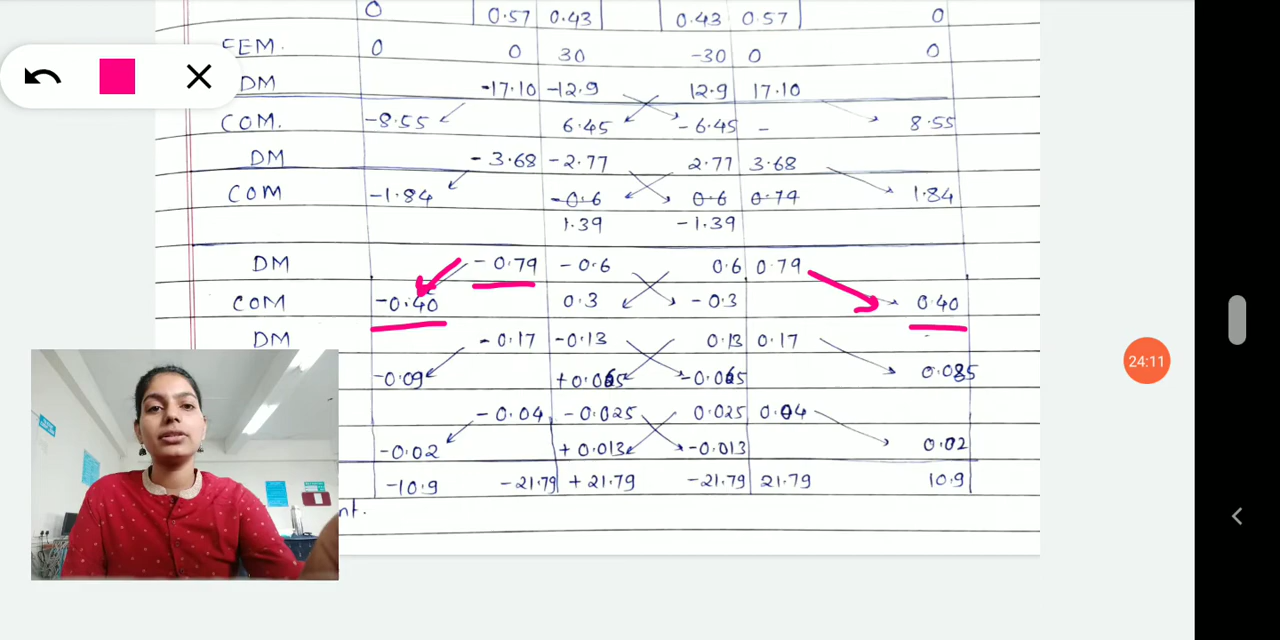 0 0.57 0.43 0.43 0.57 0
FEM. 0 0 30 -30 0 0
DM -17.10 -12.9 12.9 17.10
COM. -8.55 6.45 -6.45 - 8.55
DM -3.68 -2.77 2.77 3.68
COM -1.84 -0.6 0.6 0.79 1.84
1.39 -1.39
DM -0.79 -0.6 0.6 0.79
COM -0.40 0.3 -0.3 0.40
DM -0.17 -0.13 0.13 0.17 -
-0.09 +0.065 -0.065 0.085
-0.04 -0.025 0.025 0.04
-0.02 +0.013 -0.013 0.02
-10.9 -21.79 +21.79 -21.79 21.79 10.9
nt.
24:11